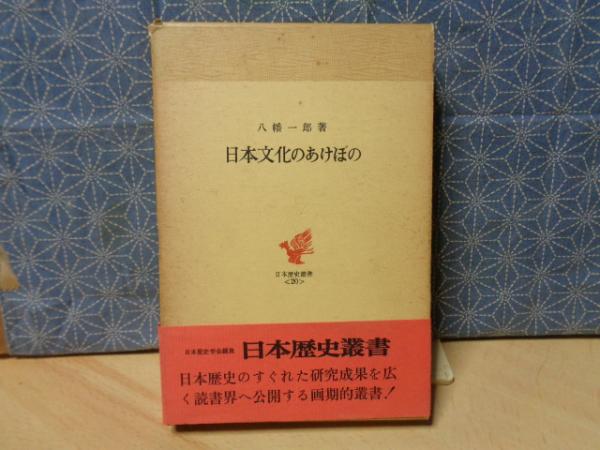 八幡一郎著
日本文化のあけぼの
日本歴史叢書
<20>
日本歴史学会編集 日本歴史叢書
日本歴史のすぐれた研究成果を広
く読書界へ公開する画期的叢書!